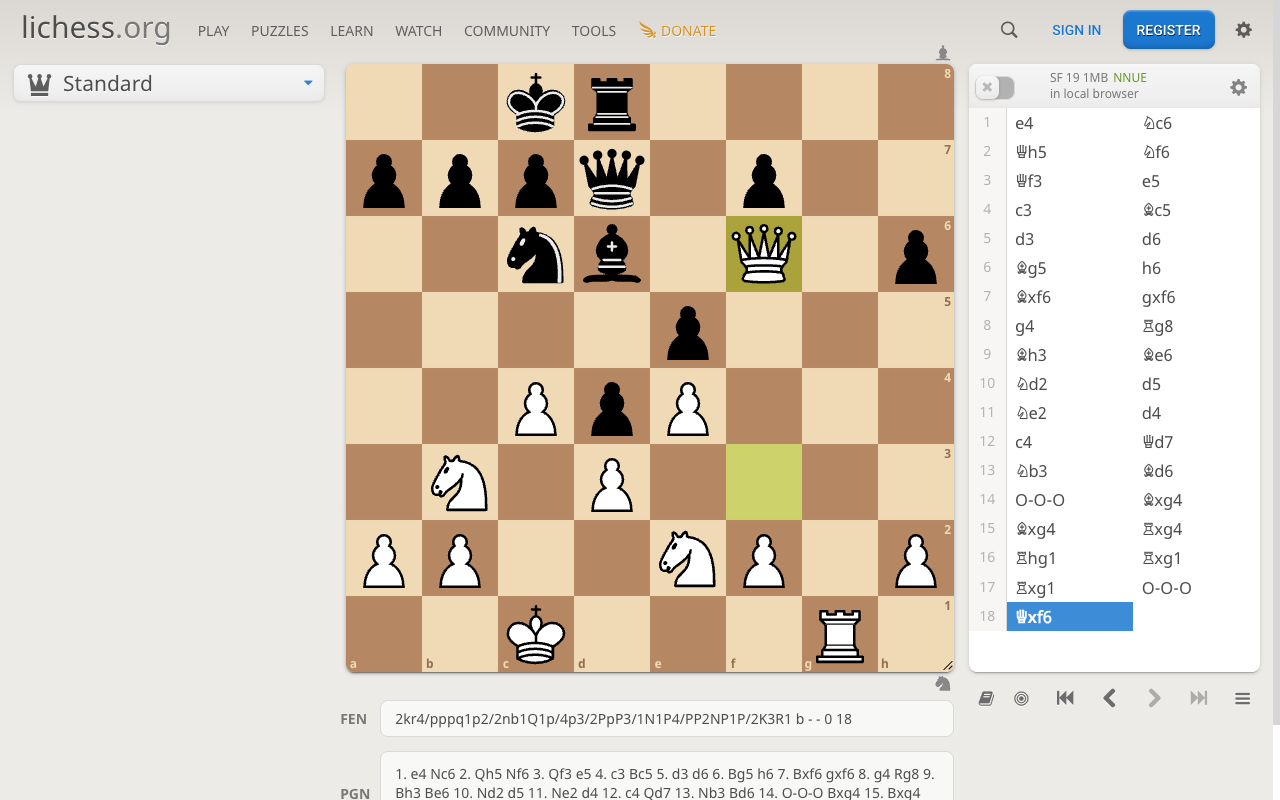 lichess.org PLAY PUZZLES LEARN WATCH COMMUNITY TOOLS DONATE SIGN IN REGISTER
Standard
8
7
6
5
4
3
2
1
a b c d e f g h
SF 19 1MB NNUE
in local browser
1 e4 ♘c6
2 ♕h5 ♘f6
3 ♕f3 e5
4 c3 ♗c5
5 d3 d6
6 ♗g5 h6
7 ♗xf6 gxf6
8 g4 ♖g8
9 ♗h3 ♗e6
10 ♘d2 d5
11 ♘e2 d4
12 c4 ♕d7
13 ♘b3 ♗d6
14 O-O-O ♗xg4
15 ♗xg4 ♖xg4
16 ♖hg1 ♖xg1
17 ♖xg1 O-O-O
18 ♕xf6
FEN 2kr4/pppq1p2/2nb1Q1p/4p3/2PpP3/1N1P4/PP2NP1P/2K3R1 b - - 0 18
PGN 1. e4 Nc6 2. Qh5 Nf6 3. Qf3 e5 4. c3 Bc5 5. d3 d6 6. Bg5 h6 7. Bxf6 gxf6 8. g4 Rg8 9.
Bh3 Be6 10. Nd2 d5 11. Ne2 d4 12. c4 Qd7 13. Nb3 Bd6 14. O-O-O Bxg4 15. Bxg4